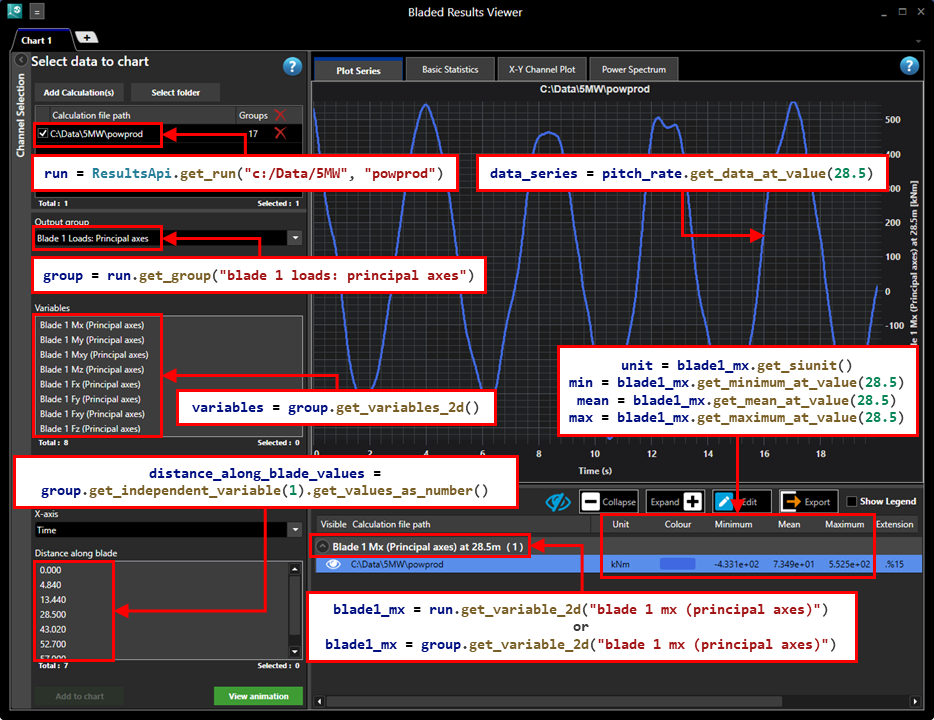 Bladed Results Viewer
Chart 1
Select data to chart
Channel Selection
Add Calculation(s)
Select folder
Calculation file path
Groups
C:\Data\5MW\powprod
17
run = ResultsApi.get_run("c:/Data/5MW", "powprod")
Total : 1
Selected : 1
Output group
Blade 1 Loads: Principal axes
group = run.get_group("blade 1 loads: principal axes")
Variables
Blade 1 Mx (Principal axes)
Blade 1 My (Principal axes)
Blade 1 Mxy (Principal axes)
Blade 1 Mz (Principal axes)
Blade 1 Fx (Principal axes)
Blade 1 Fy (Principal axes)
Blade 1 Fxy (Principal axes)
Blade 1 Fz (Principal axes)
variables = group.get_variables_2d()
Total : 8
Selected : 0
distance_along_blade_values =
group.get_independent_variable(1).get_values_as_number()
X-axis
Time
Distance along blade
0.000
4.840
13.440
28.500
43.020
52.700
57.000
Total : 7
Selected : 0
Add to chart
View animation
Plot Series
Basic Statistics
X-Y Channel Plot
Power Spectrum
C:\Data\5MW\powprod
data_series = pitch_rate.get_data_at_value(28.5)
500
400
300
200
100
0
-100
1 Mx (Principal axes) at 28.5m [kNm]
unit = blade1_mx.get_siunit()
min = blade1_mx.get_minimum_at_value(28.5)
mean = blade1_mx.get_mean_at_value(28.5)
max = blade1_mx.get_maximum_at_value(28.5)
0 2 4 6 8 10 12 14 16 18
Time (s)
Collapse
Expand
Edit
Export
Show Legend
Visible Calculation file path Unit Colour Minimum Mean Maximum Extension
Blade 1 Mx (Principal axes) at 28.5m (1)
C:\Data\5MW\powprod kNm -4.331e+02 7.349e+01 5.525e+02 .%15
blade1_mx = run.get_variable_2d("blade 1 mx (principal axes)")
or
blade1_mx = group.get_variable_2d("blade 1 mx (principal axes)")